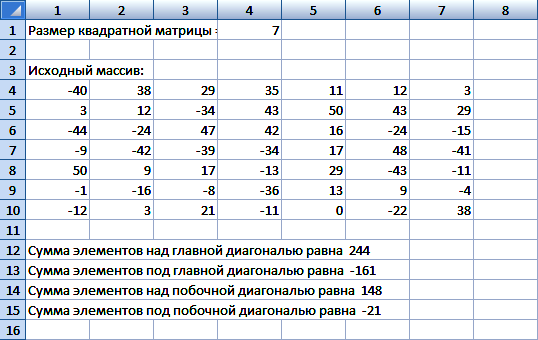 1 2 3 4 5 6 7 8
1 Размер квадратной матрицы = 7
2
3 Исходный массив:
4 -40 38 29 35 11 12 3
5 3 12 -34 43 50 43 29
6 -44 -24 47 42 16 -24 -15
7 -9 -42 -39 -34 17 48 -41
8 50 9 17 -13 29 -43 -11
9 -1 -16 -8 -36 13 9 -4
10 -12 3 21 -11 0 -22 38
11
12 Сумма элементов над главной диагональю равна 244
13 Сумма элементов под главной диагональю равна -161
14 Сумма элементов над побочной диагональю равна 148
15 Сумма элементов под побочной диагональю равна -21
16